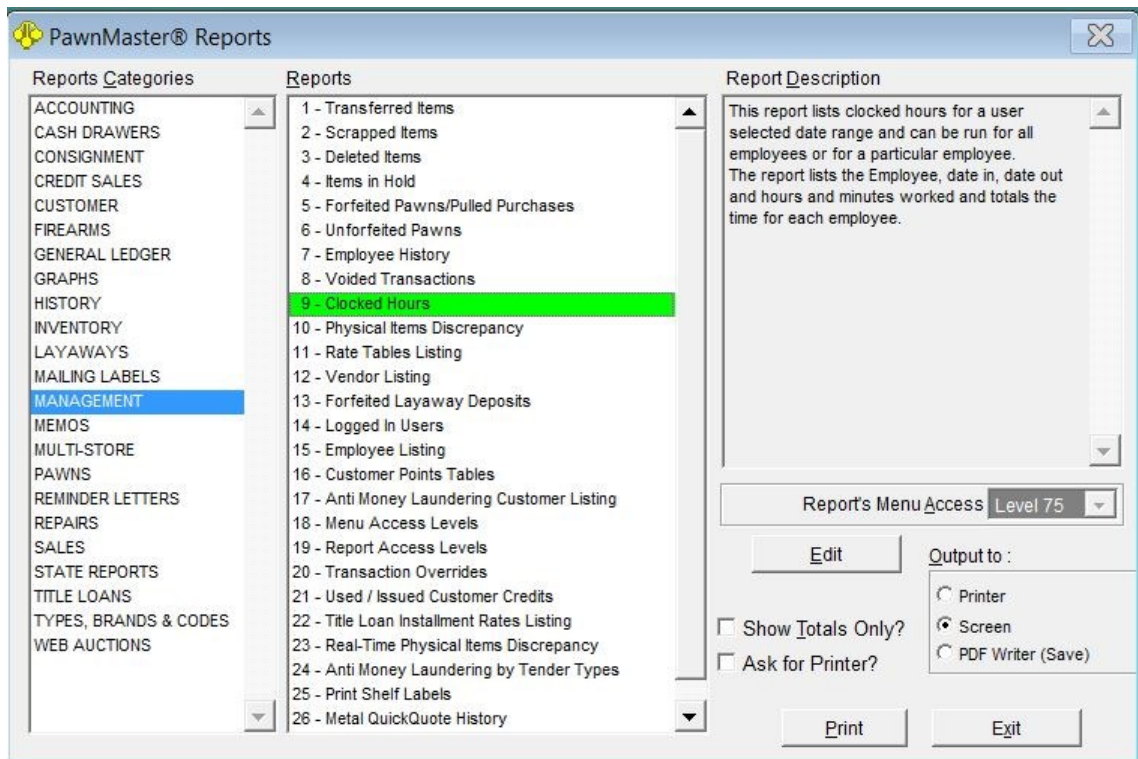 PawnMaster® Reports
Reports Categories
ACCOUNTING
CASH DRAWERS
CONSIGNMENT
CREDIT SALES
CUSTOMER
FIREARMS
GENERAL LEDGER
GRAPHS
HISTORY
INVENTORY
LAYAWAYS
MAILING LABELS
MANAGEMENT
MEMOS
MULTI-STORE
PAWNS
REMINDER LETTERS
REPAIRS
SALES
STATE REPORTS
TITLE LOANS
TYPES, BRANDS & CODES
WEB AUCTIONS
Reports
1 - Transferred Items
2 - Scrapped Items
3 - Deleted Items
4 - Items in Hold
5 - Forfeited Pawns/Pulled Purchases
6 - Unforfeited Pawns
7 - Employee History
8 - Voided Transactions
9 - Clocked Hours
10 - Physical Items Discrepancy
11 - Rate Tables Listing
12 - Vendor Listing
13 - Forfeited Layaway Deposits
14 - Logged In Users
15 - Employee Listing
16 - Customer Points Tables
17 - Anti Money Laundering Customer Listing
18 - Menu Access Levels
19 - Report Access Levels
20 - Transaction Overrides
21 - Used / Issued Customer Credits
22 - Title Loan Installment Rates Listing
23 - Real-Time Physical Items Discrepancy
24 - Anti Money Laundering by Tender Types
25 - Print Shelf Labels
26 - Metal QuickQuote History
Report Description
This report lists clocked hours for a user
selected date range and can be run for all
employees or for a particular employee.
The report lists the Employee, date in, date out
and hours and minutes worked and totals the
time for each employee.
Report's Menu Access Level 75
Edit
Output to :
Printer
Screen
PDF Writer (Save)
Show Totals Only?
Ask for Printer?
Print
Exit